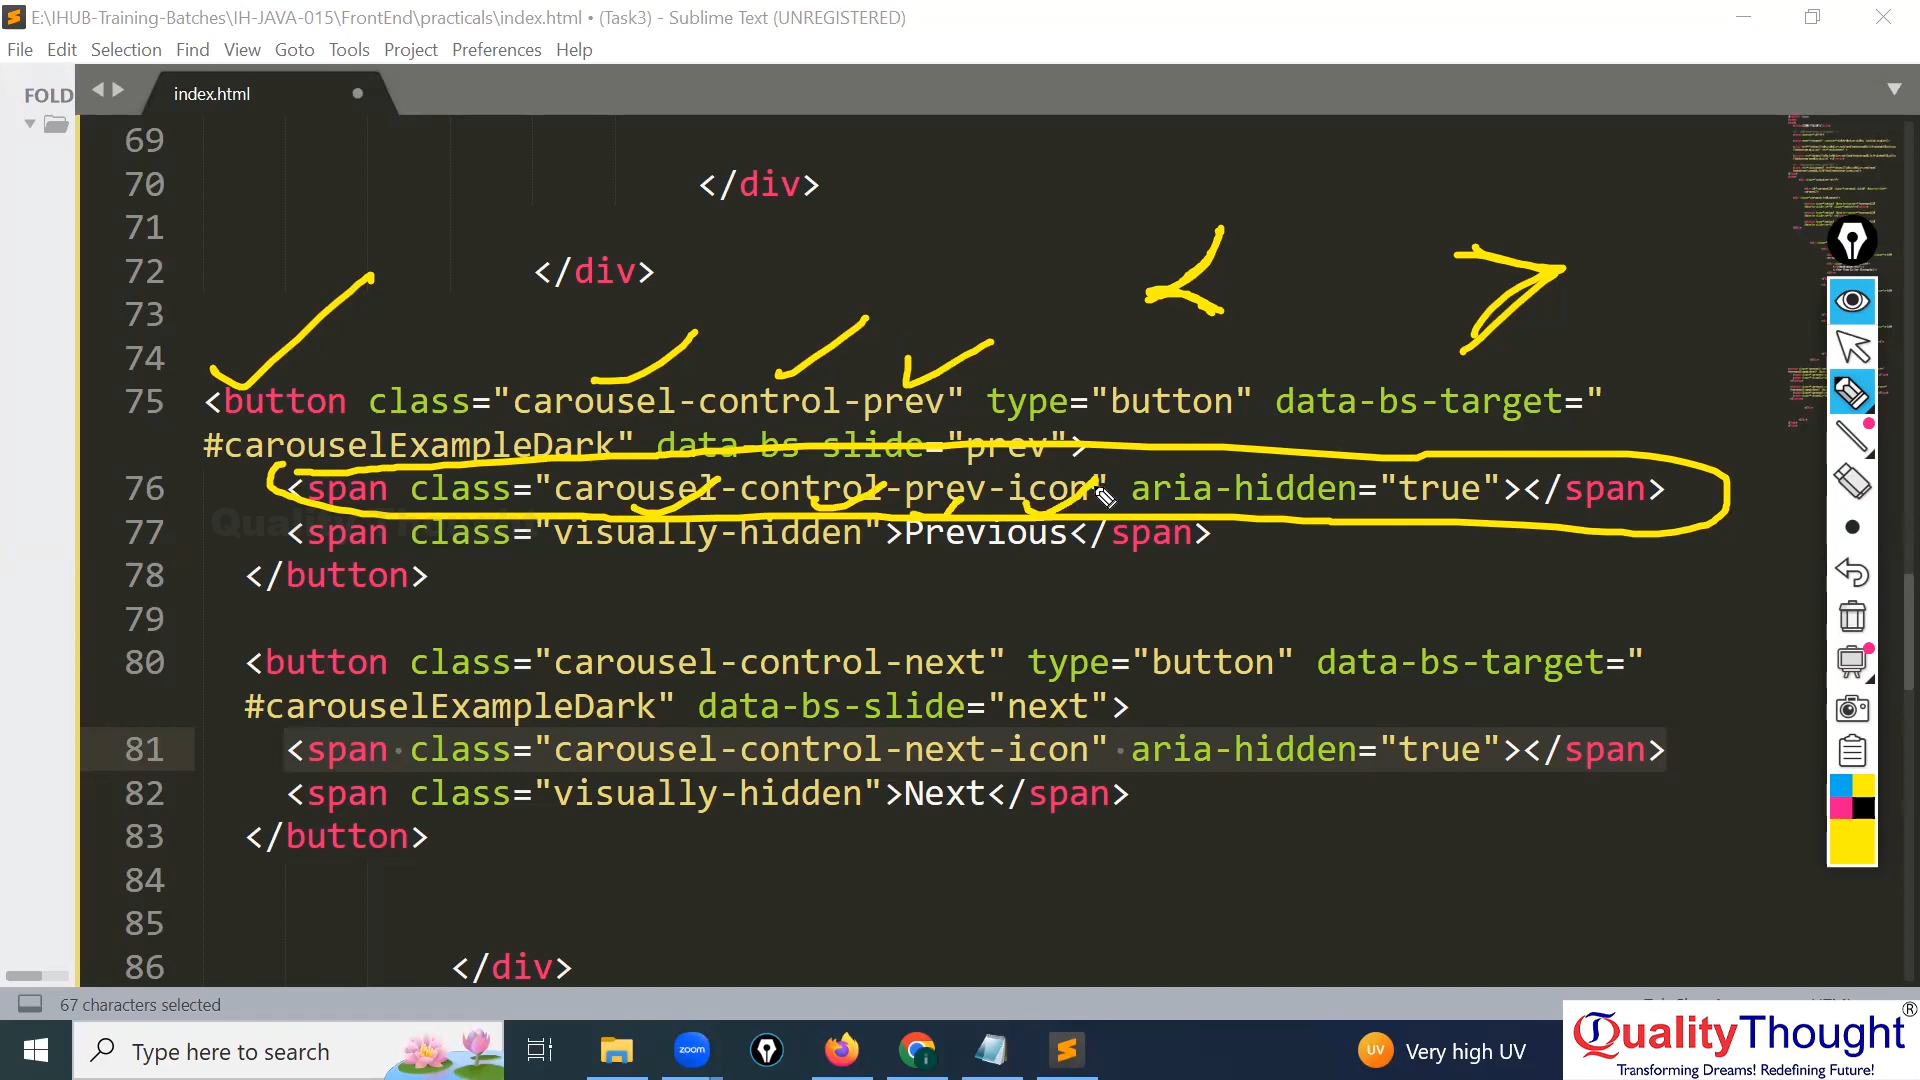 E:\IHUB-Training-Batches\IH-JAVA-015\FrontEnd\practicals\index.html • (Task3) - Sublime Text (UNREGISTERED)
File Edit Selection Find View Goto Tools Project Preferences Help
FOLD
index.html
69
70 </div>
71
72 </div>
73
74
75 <button class="carousel-control-prev" type="button" data-bs-target="
#carouselExampleDark" data-bs-slide="prev">
76 <span class="carousel-control-prev-icon" aria-hidden="true"></span>
77 <span class="visually-hidden">Previous</span>
Quality Thought
78 </button>
79
80 <button class="carousel-control-next" type="button" data-bs-target="
#carouselExampleDark" data-bs-slide="next">
81 <span class="carousel-control-next-icon" aria-hidden="true"></span>
82 <span class="visually-hidden">Next</span>
83 </button>
84
85
86 </div>
67 characters selected
Type here to search
zoom
UV Very high UV
QualityThought®
Transforming Dreams! Redefining Future!